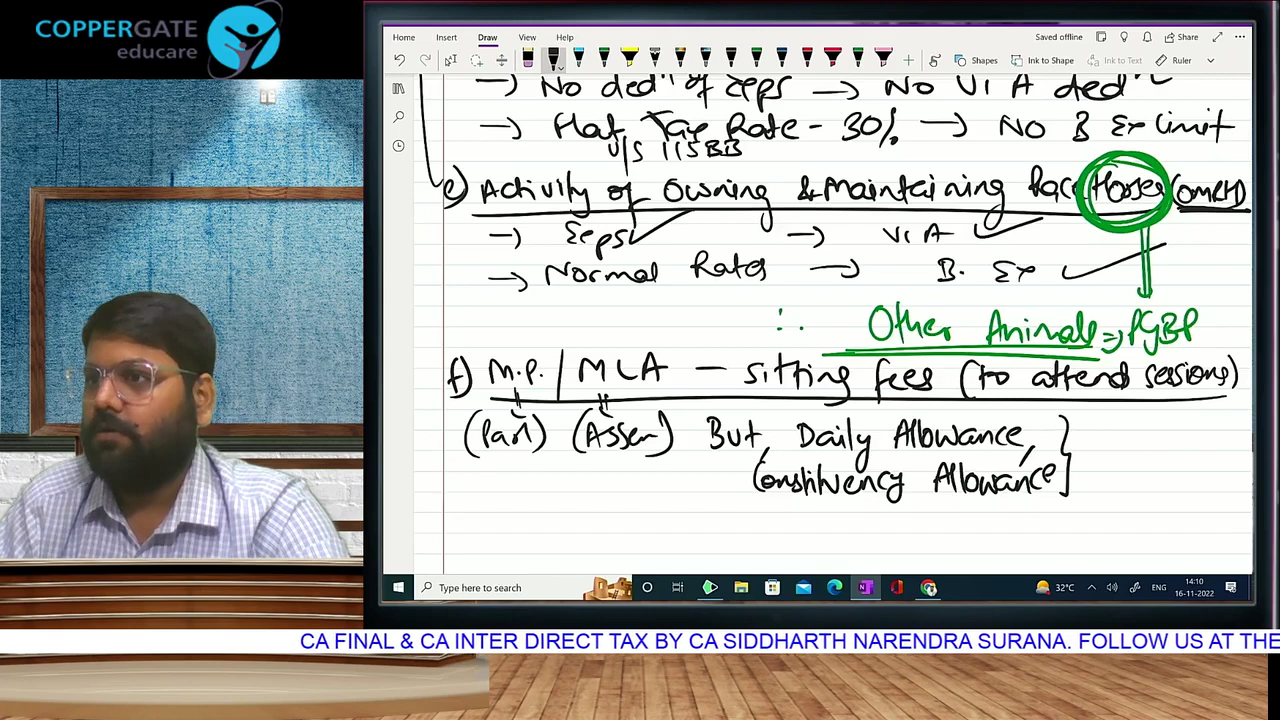 COPPERGATE
educare
Home Insert Draw View Help
Saved offline
Share
Shapes
Ink to Shape
Ink to Text
Ruler
→ No dedⁿ of Exps → No VI A dedⁿ
→ Flat Tax Rate - 30% → No B Ex limit
U/S 115BB
e) Activity of Owning & Maintaining Race Horses (OMRH)
→ Exps ✓ → VI A ✓
→ Normal Rates → B. Ex ✓
∴ Other Animals ⇒ PGBP
f) M.P. / MLA - sitting fees (to attend sessions)
(Parl) (Assem) But, Daily Allowance,
Constituency Allowance
Type here to search
32°C
ENG
14:10
16-11-2022
CA FINAL & CA INTER DIRECT TAX BY CA SIDDHARTH NARENDRA SURANA. FOLLOW US AT THE